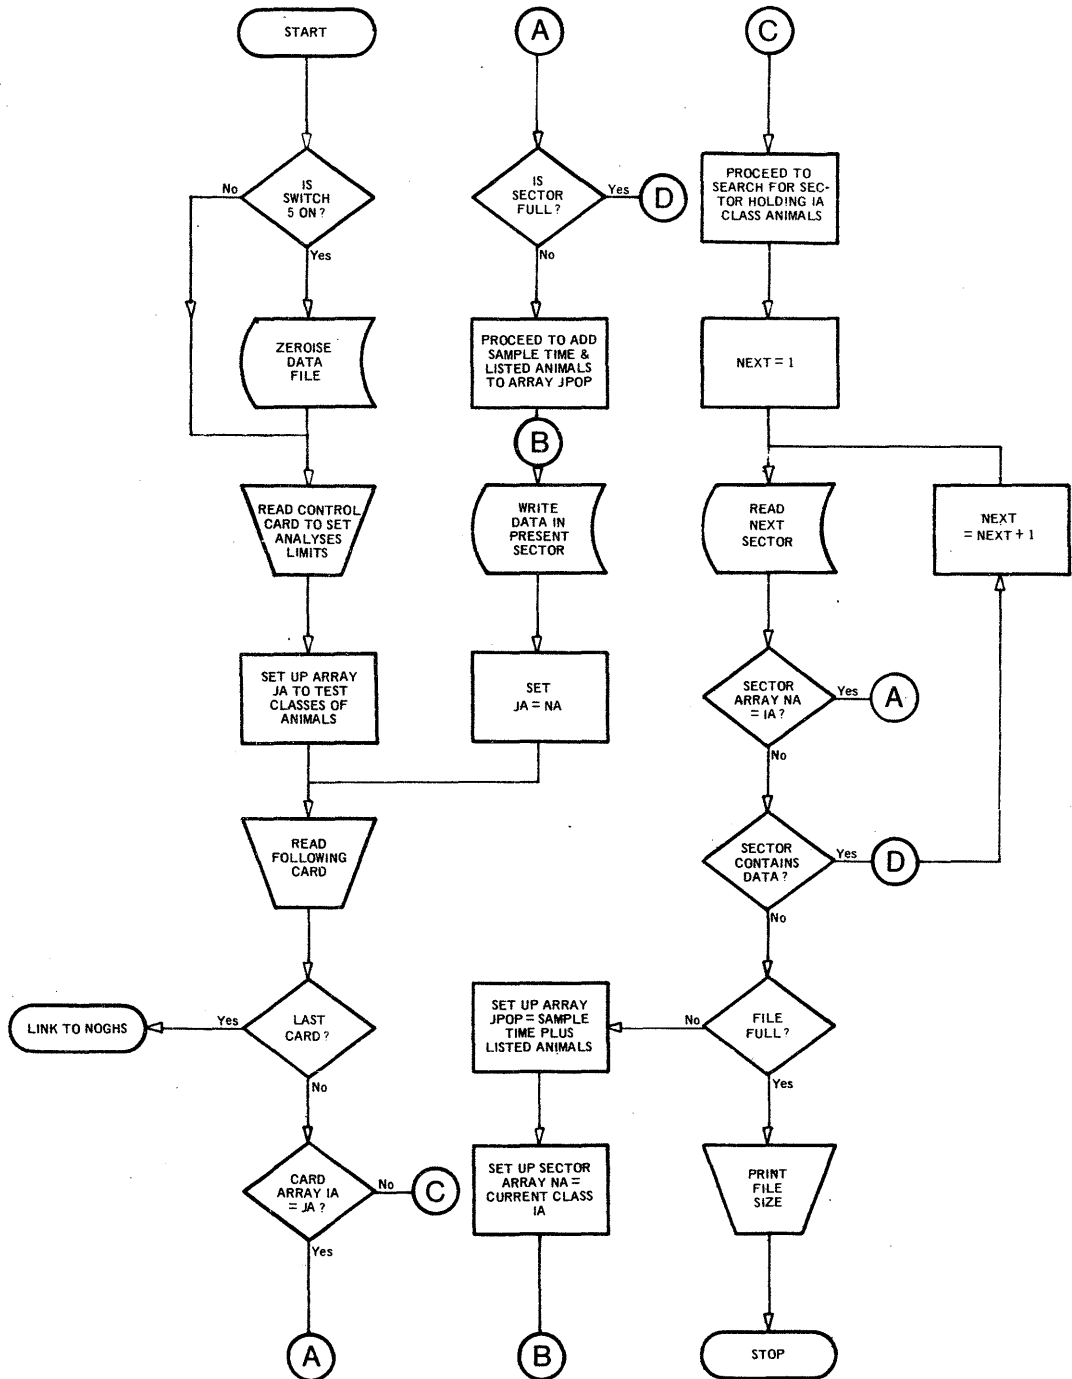 START
IS
SWITCH
5 ON?
No
Yes
ZEROISE
DATA
FILE
READ CONTROL
CARD TO SET
ANALYSES
LIMITS
SET UP ARRAY
JA TO TEST
CLASSES OF
ANIMALS
READ
FOLLOWING
CARD
LAST
CARD?
Yes
LINK TO NOGHS
No
CARD
ARRAY IA
= JA?
No
C
Yes
A
A
IS
SECTOR
FULL?
Yes
D
No
PROCEED TO ADD
SAMPLE TIME &
LISTED ANIMALS
TO ARRAY JPOP
B
WRITE
DATA IN
PRESENT
SECTOR
SET
JA = NA
SET UP ARRAY
JPOP = SAMPLE
TIME PLUS
LISTED ANIMALS
SET UP SECTOR
ARRAY NA =
CURRENT CLASS
IA
B
C
PROCEED TO
SEARCH FOR SEC-
TOR HOLDING IA
CLASS ANIMALS
NEXT = 1
READ
NEXT
SECTOR
NEXT
= NEXT + 1
SECTOR
ARRAY NA
= IA?
Yes
A
No
SECTOR
CONTAINS
DATA?
Yes
D
No
FILE
FULL?
No
Yes
PRINT
FILE
SIZE
STOP